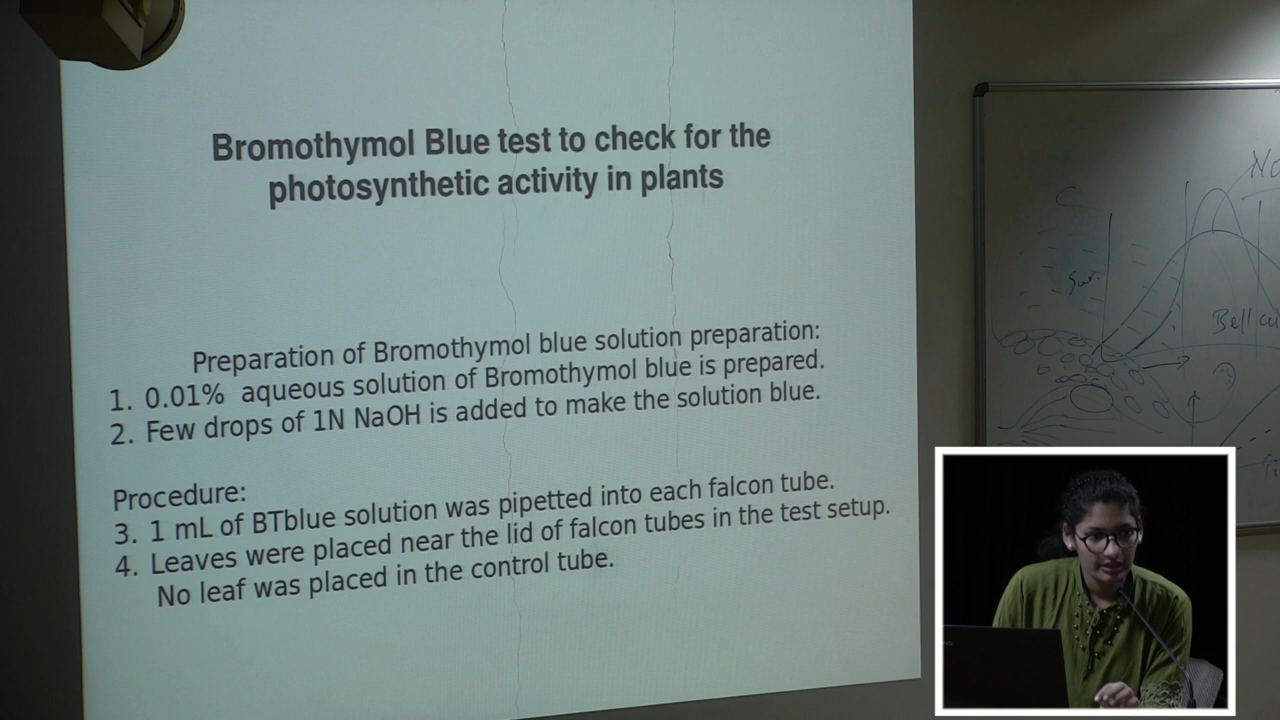 Bromothymol Blue test to check for the
photosynthetic activity in plants
Preparation of Bromothymol blue solution preparation:
1. 0.01% aqueous solution of Bromothymol blue is prepared.
2. Few drops of 1N NaOH is added to make the solution blue.
Procedure:
3. 1 mL of BTblue solution was pipetted into each falcon tube.
4. Leaves were placed near the lid of falcon tubes in the test setup.
No leaf was placed in the control tube.
Bell